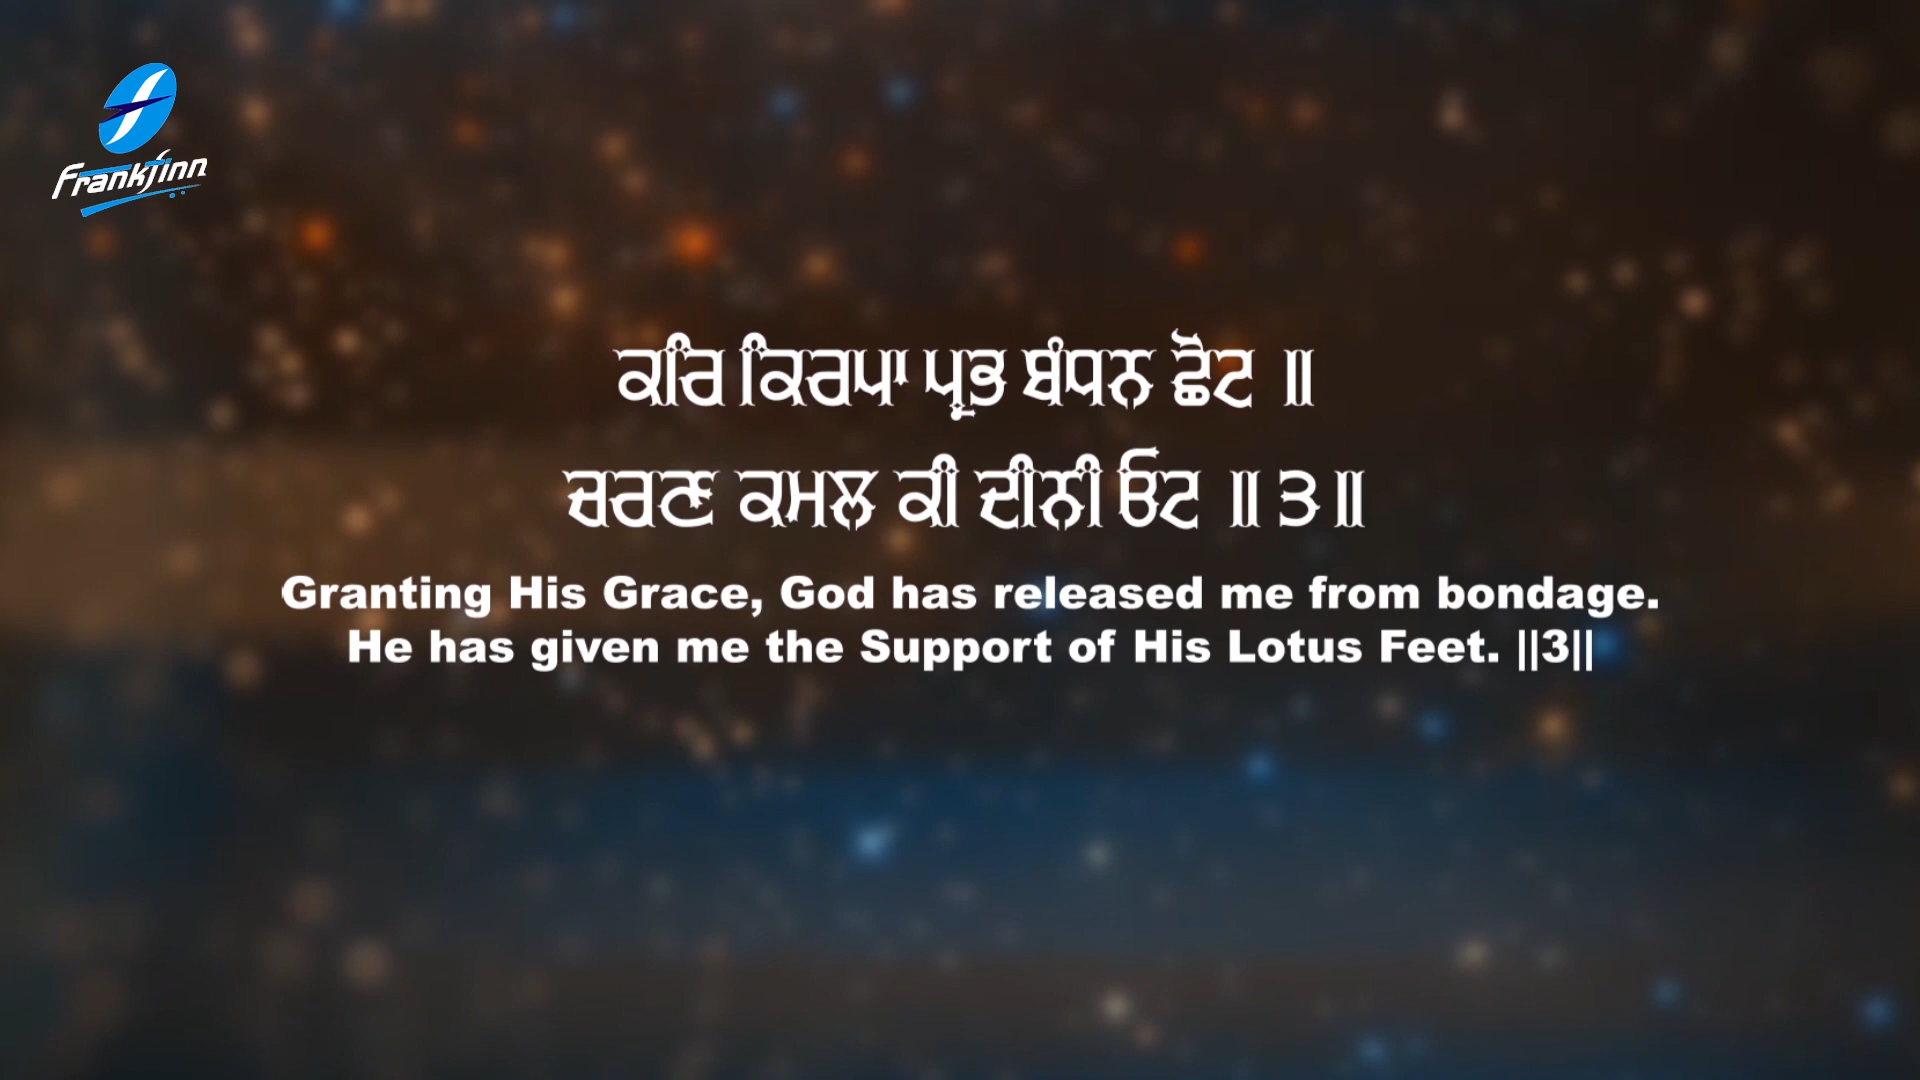 Frankfinn
ਕਰਿ ਕਿਰਪਾ ਪ੍ਰਭ ਬੰਧਨ ਛੋਟ ॥
ਚਰਣ ਕਮਲ ਕੀ ਦੀਨੀ ਓਟ ॥੩॥
Granting His Grace, God has released me from bondage.
He has given me the Support of His Lotus Feet. ||3||